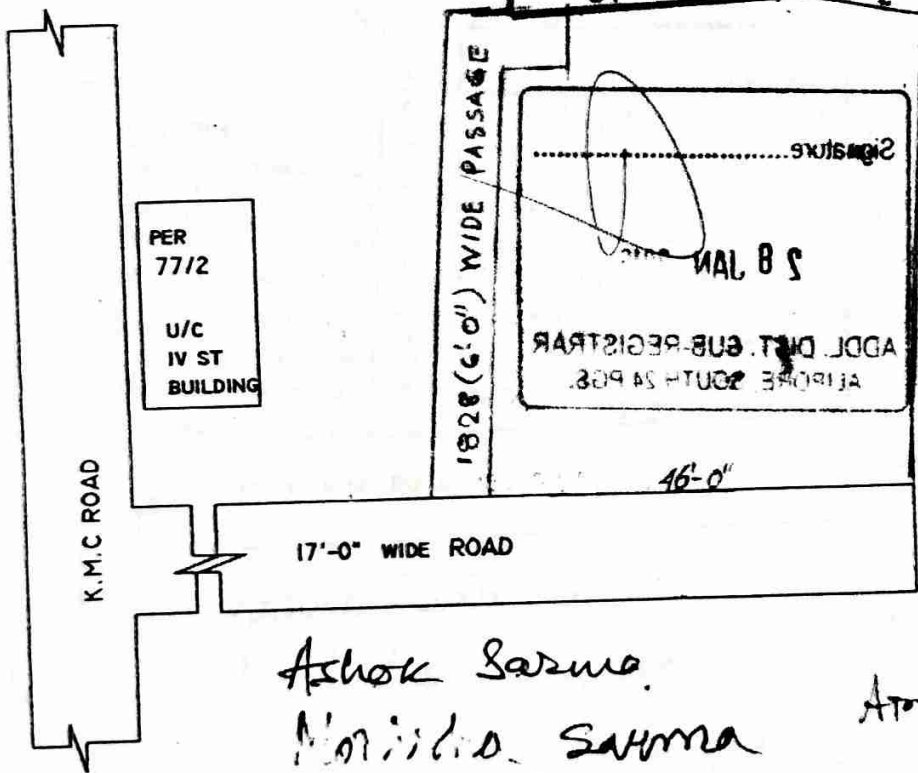 1828 (6'-0") WIDE PASSAGE
Signature
28 JAN
ADDL. DIST. SUB-REGISTRAR
ALIPORE, SOUTH 24 PGS.
PER
77/2
U/C
IV ST
BUILDING
46'-0"
K.M.C ROAD
17'-0" WIDE ROAD
Ashok Sarma
Sarma